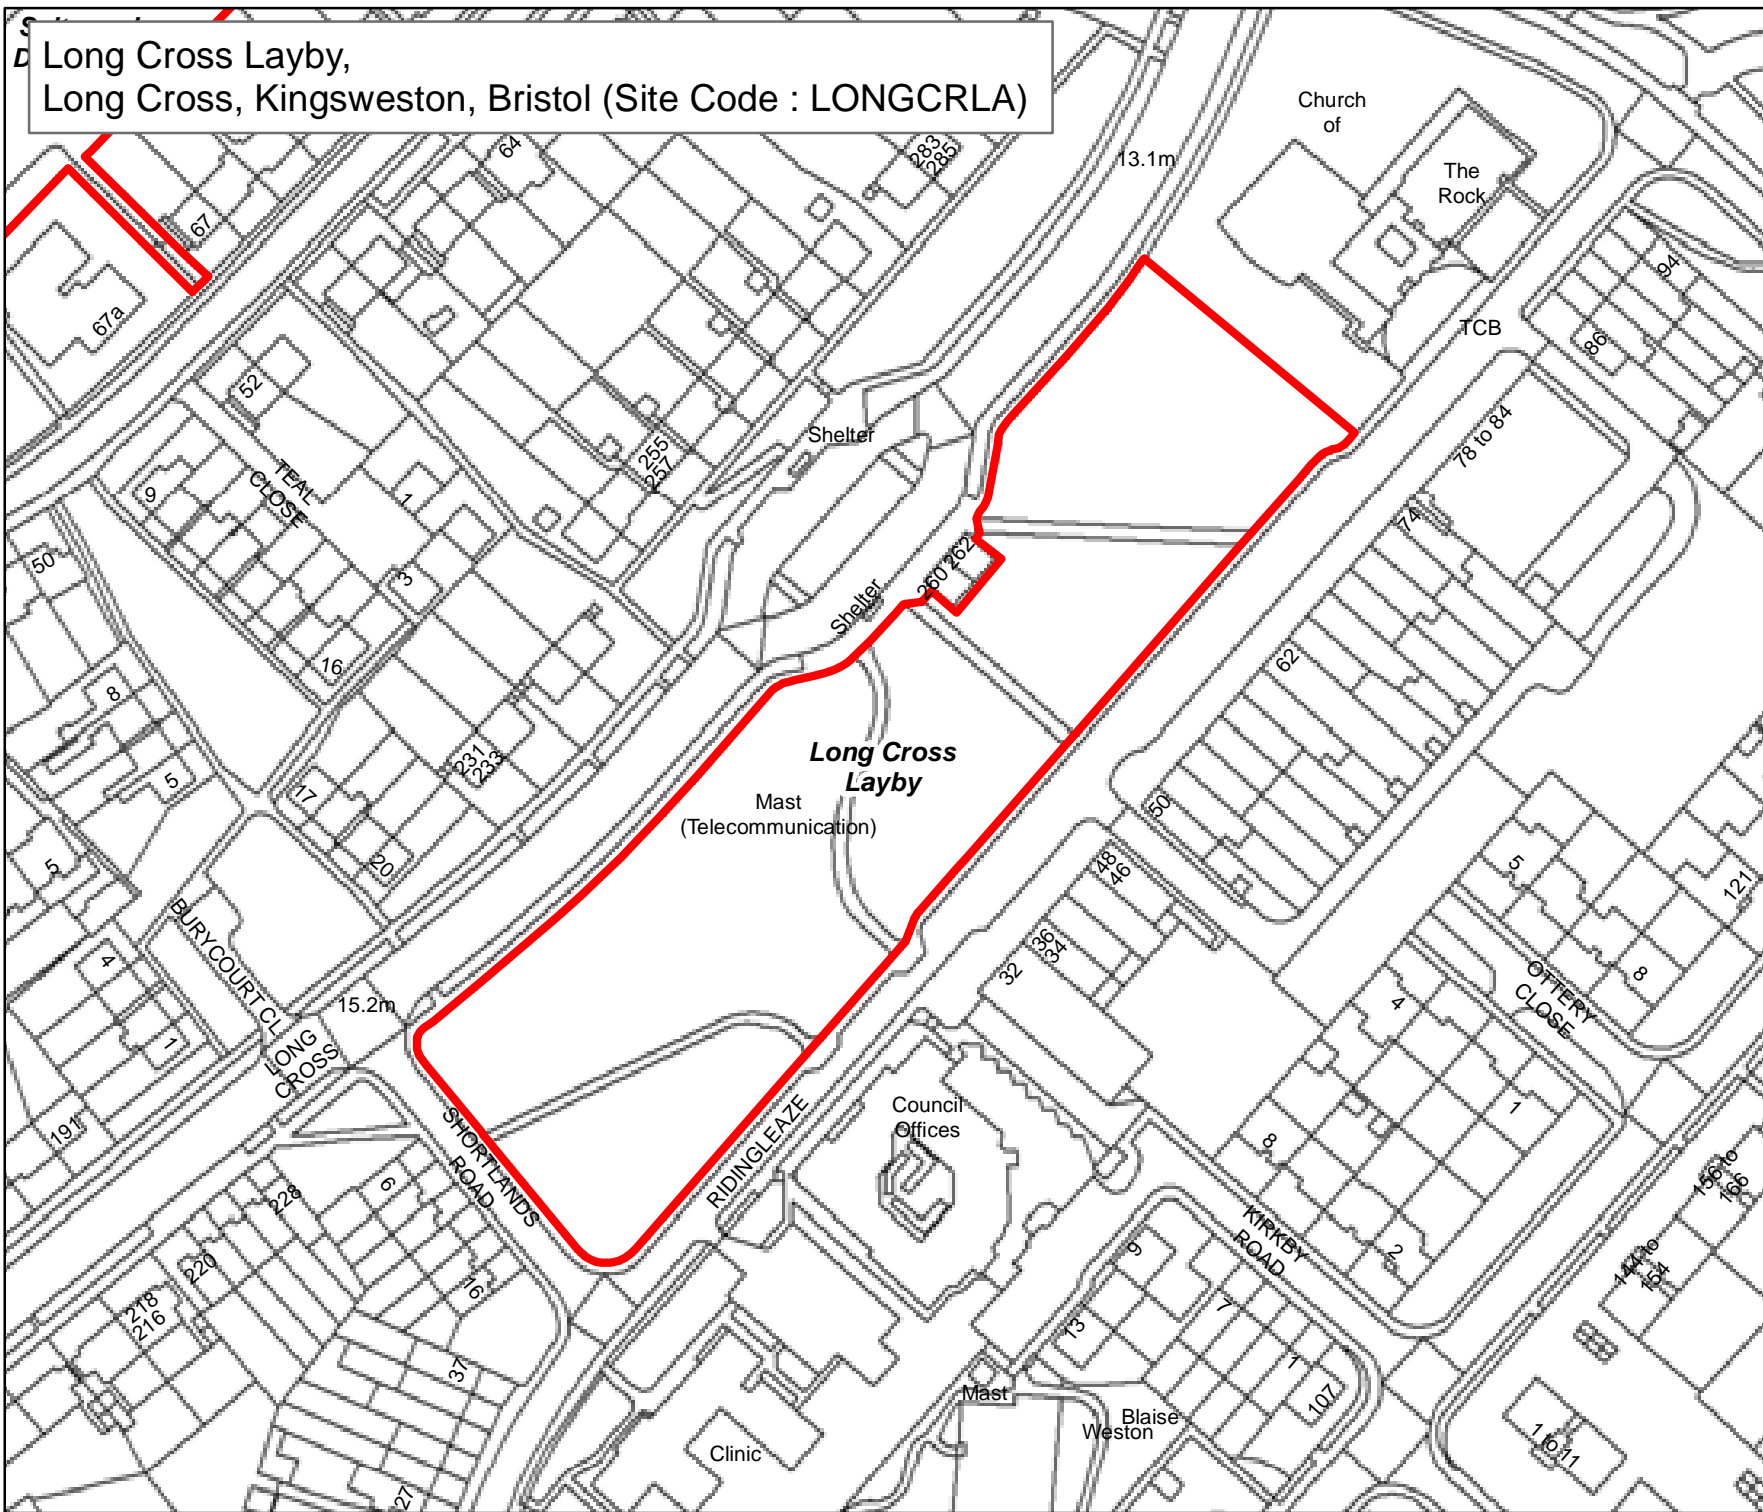 Long Cross Layby,
Long Cross, Kingsweston, Bristol (Site Code : LONGCRLA)
Church
of
The
Rock
13.1m
283
285
64
67
67a
94
TCB
86
52
78 to 84
Shelter
255
257
TEAL
CLOSE
9
1
74
50
3
260
262
Shelter
16
62
8
231
233
5
Long Cross
Layby
Mast
(Telecommunication)
17
20
50
48
46
5
121
5
BURYCOURT CL
36
34
32
4
1
8
OTTERY
CLOSE
4
15.2m
LONG
CROSS
191
Council
Offices
1
SHORTLANDS
ROAD
RIDINGLEAZE
8
6
228
220
156 to
166
KIRKBY
ROAD
2
9
144 to
154
218
216
16
7
13
37
1
107
Mast
Blaise
Weston
Clinic
1 to 11
27